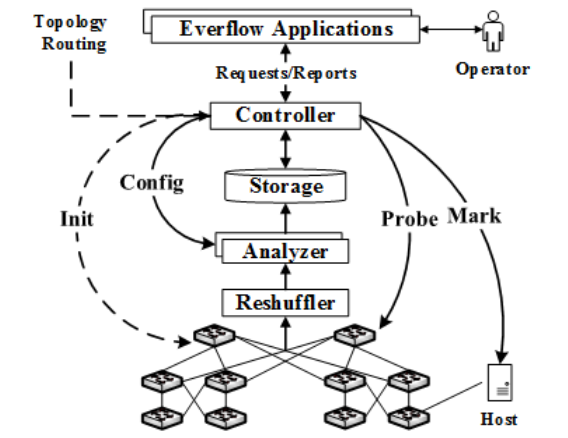 Topology
Routing
Everflow Applications
Operator
Requests/Reports
Controller
Config
Storage
Init
Probe
Mark
Analyzer
Reshuffler
Host